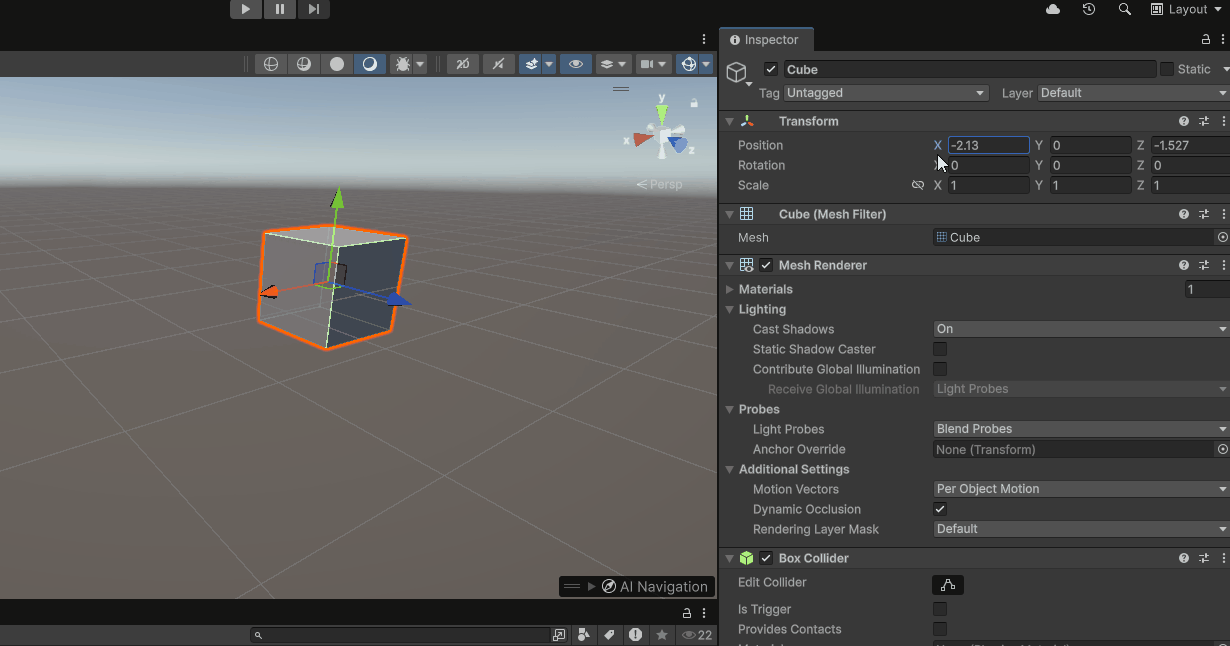 Layout
Inspector
Cube
Static
Tag Untagged Layer Default
Transform
Position X -2.13 Y 0 Z -1.527
Rotation 0 Y 0 Z 0
Scale X 1 Y 1 Z 1
Cube (Mesh Filter)
Mesh Cube
Mesh Renderer
Materials 1
Lighting
Cast Shadows On
Static Shadow Caster
Contribute Global Illumination
Receive Global Illumination Light Probes
Probes
Light Probes Blend Probes
Anchor Override None (Transform)
Additional Settings
Motion Vectors Per Object Motion
Dynamic Occlusion
Rendering Layer Mask Default
Box Collider
Edit Collider
Is Trigger
Provides Contacts
2D
y
x
z
Persp
AI Navigation
22